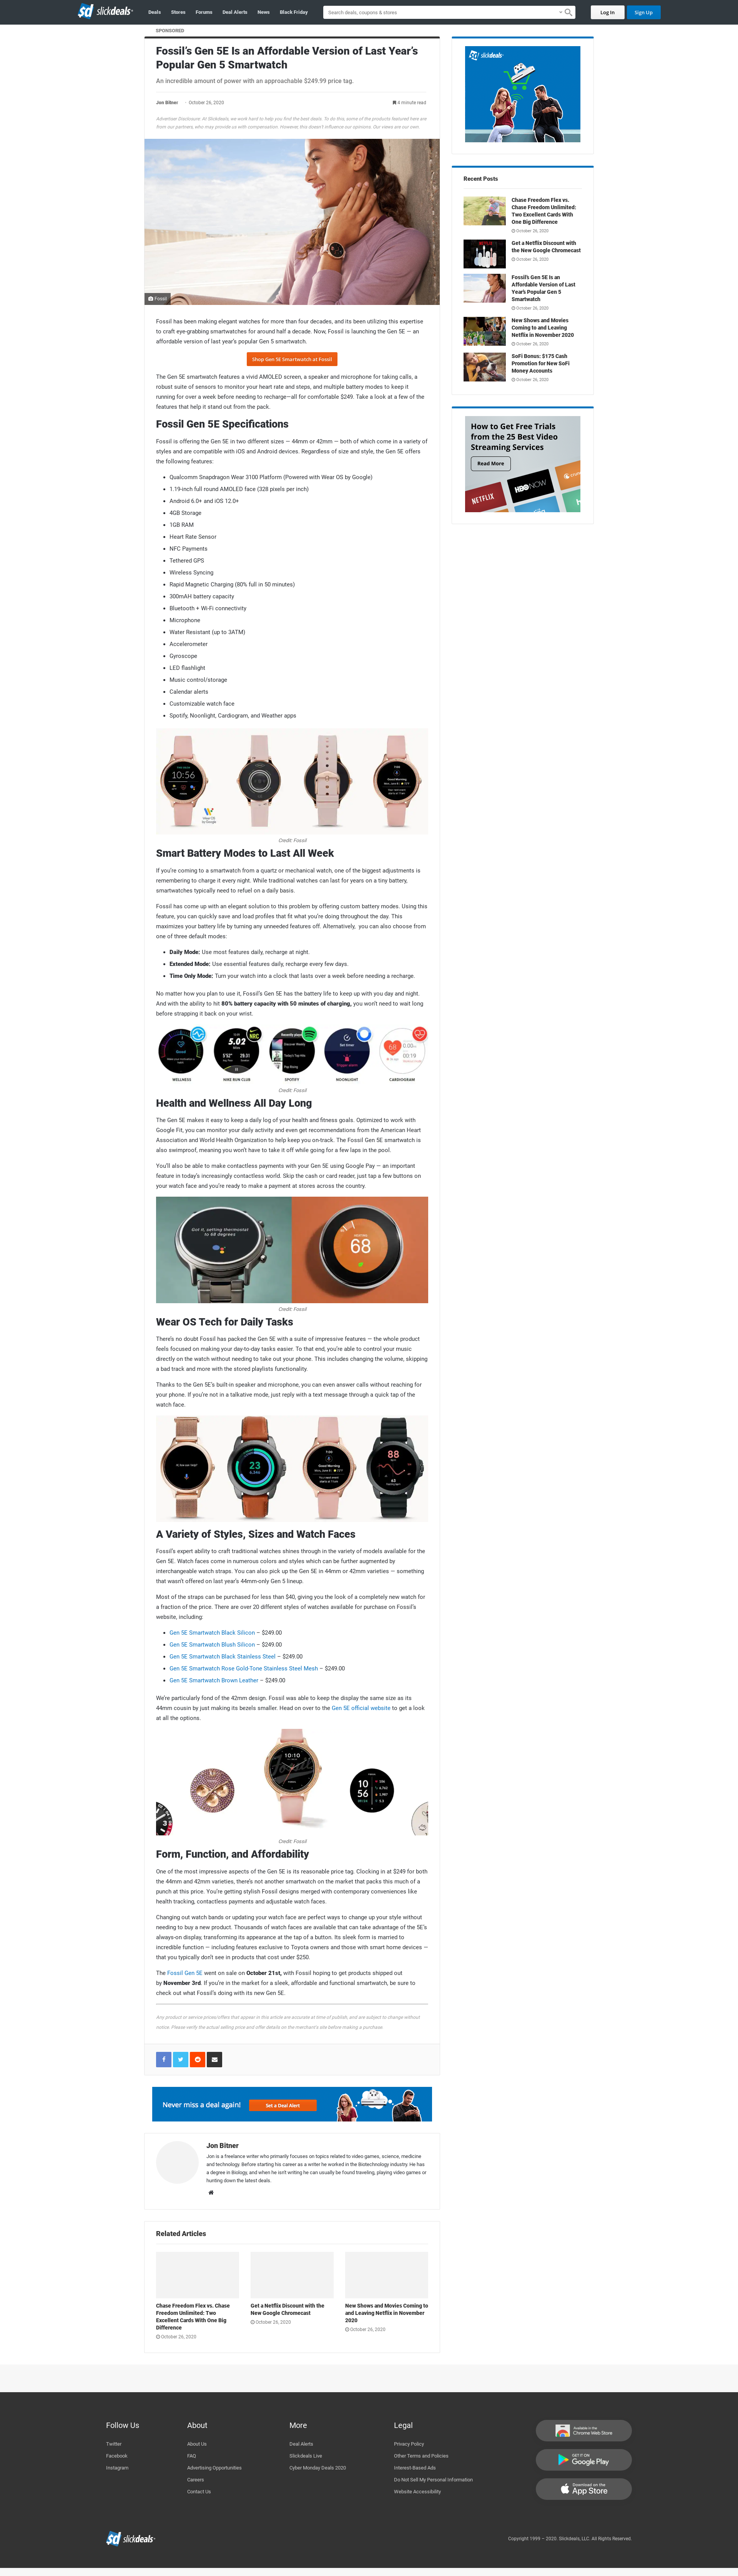 slickdeals
Deals Stores Forums Deal Alerts News Black Friday
Search deals, coupons & stores
Log In Sign Up
SPONSORED
Fossil's Gen 5E Is an Affordable Version of Last Year's
Popular Gen 5 Smartwatch
An incredible amount of power with an approachable $249.99 price tag.
Jon Bitner - October 26, 2020 4 minute read
Advertiser Disclosure: At Slickdeals, we work hard to help you find the best deals. To do this, some of the products featured here are
from our partners, who may provide us with compensation. However, this doesn't influence our opinions. Our views are our own.
Fossil
Fossil has been making elegant watches for more than four decades, and its been utilizing this expertise
to craft eye-grabbing smartwatches for around half a decade. Now, Fossil is launching the Gen 5E — an
affordable version of last year's popular Gen 5 smartwatch.
Shop Gen 5E Smartwatch at Fossil
The Gen 5E smartwatch features a vivid AMOLED screen, a speaker and microphone for taking calls, a
robust suite of sensors to monitor your heart rate and steps, and multiple battery modes to keep it
running for over a week before needing to recharge—all for comfortable $249. Take a look at a few of the
features that help it stand out from the pack.
Fossil Gen 5E Specifications
Fossil is offering the Gen 5E in two different sizes — 44mm or 42mm — both of which come in a variety of
styles and are compatible with iOS and Android devices. Regardless of size and style, the Gen 5E offers
the following features:
Qualcomm Snapdragon Wear 3100 Platform (Powered with Wear OS by Google)
1.19-inch full round AMOLED face (328 pixels per inch)
Android 6.0+ and iOS 12.0+
4GB Storage
1GB RAM
Heart Rate Sensor
NFC Payments
Tethered GPS
Wireless Syncing
Rapid Magnetic Charging (80% full in 50 minutes)
300mAH battery capacity
Bluetooth + Wi-Fi connectivity
Microphone
Water Resistant (up to 3ATM)
Accelerometer
Gyroscope
LED flashlight
Music control/storage
Calendar alerts
Customizable watch face
Spotify, Noonlight, Cardiogram, and Weather apps
10:56
Wear OS
by Google
Credit: Fossil
Smart Battery Modes to Last All Week
If you're coming to a smartwatch from a quartz or mechanical watch, one of the biggest adjustments is
remembering to charge it every night. While traditional watches can last for years on a tiny battery,
smartwatches typically need to refuel on a daily basis.
Fossil has come up with an elegant solution to this problem by offering custom battery modes. Using this
feature, you can quickly save and load profiles that fit what you're doing throughout the day. This
maximizes your battery life by turning any unneeded features off. Alternatively, you can also choose from
one of three default modes:
Daily Mode: Use most features daily, recharge at night.
Extended Mode: Use essential features daily, recharge every few days.
Time Only Mode: Turn your watch into a clock that lasts over a week before needing a recharge.
No matter how you plan to use it, Fossil's Gen 5E has the battery life to keep up with you day and night.
And with the ability to hit 80% battery capacity with 50 minutes of charging, you won't need to wait long
before strapping it back on your wrist.
5.02
NRC
68
00:19
WELLNESS NIKE RUN CLUB SPOTIFY NOONLIGHT CARDIOGRAM
Credit: Fossil
Health and Wellness All Day Long
The Gen 5E makes it easy to keep a daily log of your health and fitness goals. Optimized to work with
Google Fit, you can monitor your daily activity and even get recommendations from the American Heart
Association and World Health Organization to help keep you on-track. The Fossil Gen 5E smartwatch is
also swimproof, meaning you won't have to take it off while going for a few laps in the pool.
You'll also be able to make contactless payments with your Gen 5E using Google Pay — an important
feature in today's increasingly contactless world. Skip the cash or card reader, just tap a few buttons on
your watch face and you're ready to make a payment at stores across the country.
Got it, setting thermostat
to 68 degrees
68
Credit: Fossil
Wear OS Tech for Daily Tasks
There's no doubt Fossil has packed the Gen 5E with a suite of impressive features — the whole product
feels focused on making your day-to-day tasks easier. To that end, you're able to control your music
directly on the watch without needing to take out your phone. This includes changing the volume, skipping
a bad track and more with the stored playlists functionality.
Thanks to the Gen 5E's built-in speaker and microphone, you can even answer calls without reaching for
your phone. If you're not in a talkative mode, just reply with a text message through a quick tap of the
watch face.
Hi, how can I help?
23
Good Morning
88
A Variety of Styles, Sizes and Watch Faces
Fossil's expert ability to craft traditional watches shines through in the variety of models available for the
Gen 5E. Watch faces come in numerous colors and styles which can be further augmented by
interchangeable watch straps. You can also pick up the Gen 5E in 44mm or 42mm varieties — something
that wasn't offered on last year's 44mm-only Gen 5 lineup.
Most of the straps can be purchased for less than $40, giving you the look of a completely new watch for
a fraction of the price. There are over 20 different styles of watches available for purchase on Fossil's
website, including:
Gen 5E Smartwatch Black Silicon – $249.00
Gen 5E Smartwatch Blush Silicon – $249.00
Gen 5E Smartwatch Black Stainless Steel – $249.00
Gen 5E Smartwatch Rose Gold-Tone Stainless Steel Mesh – $249.00
Gen 5E Smartwatch Brown Leather – $249.00
We're particularly fond of the 42mm design. Fossil was able to keep the display the same size as its
44mm cousin by just making its bezels smaller. Head on over to the Gen 5E official website to get a look
at all the options.
10:10
10
56
3
Credit: Fossil
Form, Function, and Affordability
One of the most impressive aspects of the Gen 5E is its reasonable price tag. Clocking in at $249 for both
the 44mm and 42mm varieties, there's not another smartwatch on the market that packs this much of a
punch at this price. You're getting stylish Fossil designs merged with contemporary conveniences like
health tracking, contactless payments and adjustable watch faces.
Changing out watch bands or updating your watch face are perfect ways to change up your style without
needing to buy a new product. Thousands of watch faces are available that can take advantage of the 5E's
always-on display, transforming its appearance at the tap of a button. Its sleek form is married to
incredible function — including features exclusive to Toyota owners and those with smart home devices —
that you typically don't see in products that cost under $250.
The Fossil Gen 5E went on sale on October 21st, with Fossil hoping to get products shipped out
by November 3rd. If you're in the market for a sleek, affordable and functional smartwatch, be sure to
check out what Fossil's doing with its new Gen 5E.
Any product or service prices/offers that appear in this article are accurate at time of publish, and are subject to change without
notice. Please verify the actual selling price and offer details on the merchant's site before making a purchase.
Never miss a deal again! Set a Deal Alert
Jon Bitner
Jon is a freelance writer who primarily focuses on topics related to video games, science, medicine
and technology. Before starting his career as a writer he worked in the Biotechnology industry. He has
a degree in Biology, and when he isn't writing he can usually be found traveling, playing video games or
hunting down the latest deals.
Related Articles
Chase Freedom Flex vs. Chase
Freedom Unlimited: Two
Excellent Cards With One Big
Difference
October 26, 2020
Get a Netflix Discount with the
New Google Chromecast
October 26, 2020
New Shows and Movies Coming to
and Leaving Netflix in November
2020
October 26, 2020
slickdeals
Recent Posts
Chase Freedom Flex vs.
Chase Freedom Unlimited:
Two Excellent Cards With
One Big Difference
October 26, 2020
Get a Netflix Discount with
the New Google Chromecast
October 26, 2020
Fossil's Gen 5E Is an
Affordable Version of Last
Year's Popular Gen 5
Smartwatch
October 26, 2020
New Shows and Movies
Coming to and Leaving
Netflix in November 2020
October 26, 2020
SoFi Bonus: $175 Cash
Promotion for New SoFi
Money Accounts
October 26, 2020
How to Get Free Trials
from the 25 Best Video
Streaming Services
Read More
NETFLIX
HBO NOW
Follow Us
Twitter
Facebook
Instagram
About
About Us
FAQ
Advertising Opportunities
Careers
Contact Us
More
Deal Alerts
Slickdeals Live
Cyber Monday Deals 2020
Legal
Privacy Policy
Other Terms and Policies
Interest-Based Ads
Do Not Sell My Personal Information
Website Accessibility
Available in the
Chrome Web Store
GET IT ON
Google Play
Download on the
App Store
slickdeals
Copyright 1999 – 2020. Slickdeals, LLC. All Rights Reserved.